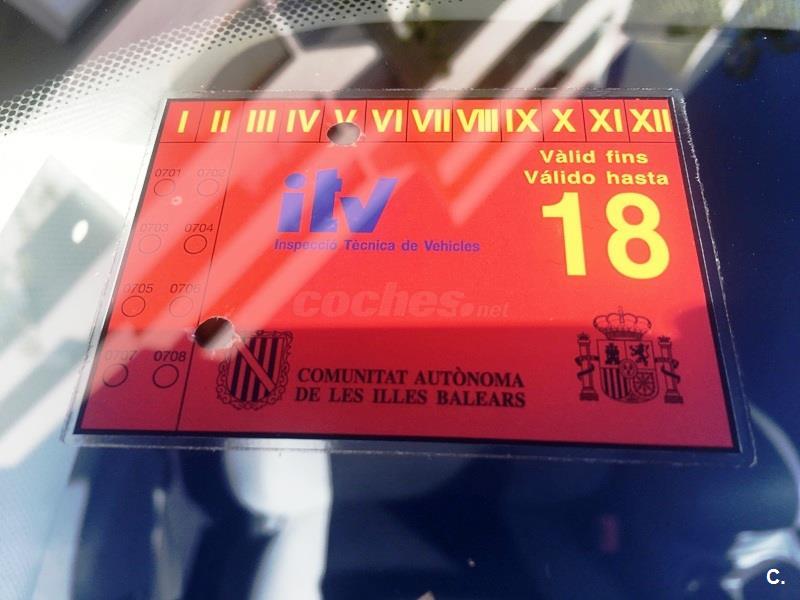 I II III IV V VI VII VIII IX X XI XII
Vàlid fins
Válido hasta
18
0701 0702
itv
Inspecció Tècnica de Vehicles
0703 0704
0705 0706
coches.net
0707 0708
COMUNITAT AUTÒNOMA
DE LES ILLES BALEARS
C.